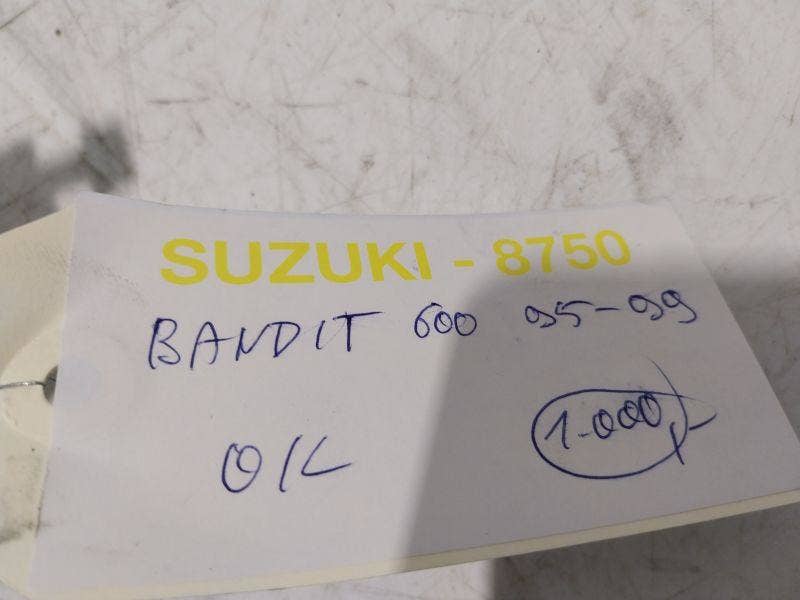 SUZUKI - 8750
BANDIT 600 95-99
OK 1.000,-